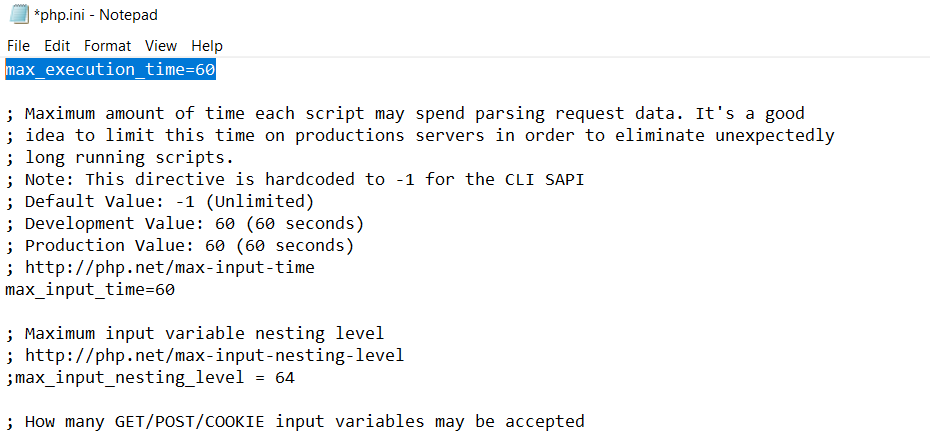 *php.ini - Notepad
File Edit Format View Help
max_execution_time=60
; Maximum amount of time each script may spend parsing request data. It's a good
; idea to limit this time on productions servers in order to eliminate unexpectedly
; long running scripts.
; Note: This directive is hardcoded to -1 for the CLI SAPI
; Default Value: -1 (Unlimited)
; Development Value: 60 (60 seconds)
; Production Value: 60 (60 seconds)
; http://php.net/max-input-time
max_input_time=60
; Maximum input variable nesting level
; http://php.net/max-input-nesting-level
;max_input_nesting_level = 64
; How many GET/POST/COOKIE input variables may be accepted